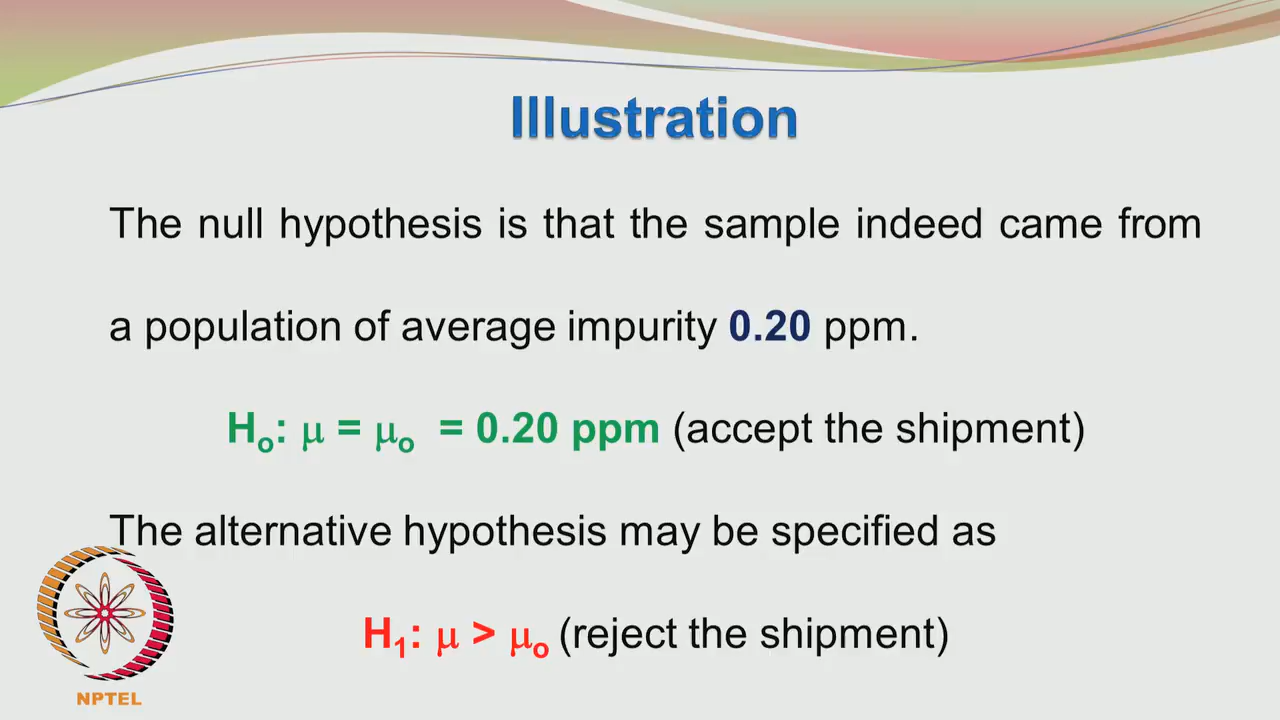 Illustration
The null hypothesis is that the sample indeed came from
a population of average impurity 0.20 ppm.
Ho: μ = μo = 0.20 ppm (accept the shipment)
The alternative hypothesis may be specified as
H1: μ > μo (reject the shipment)
NPTEL